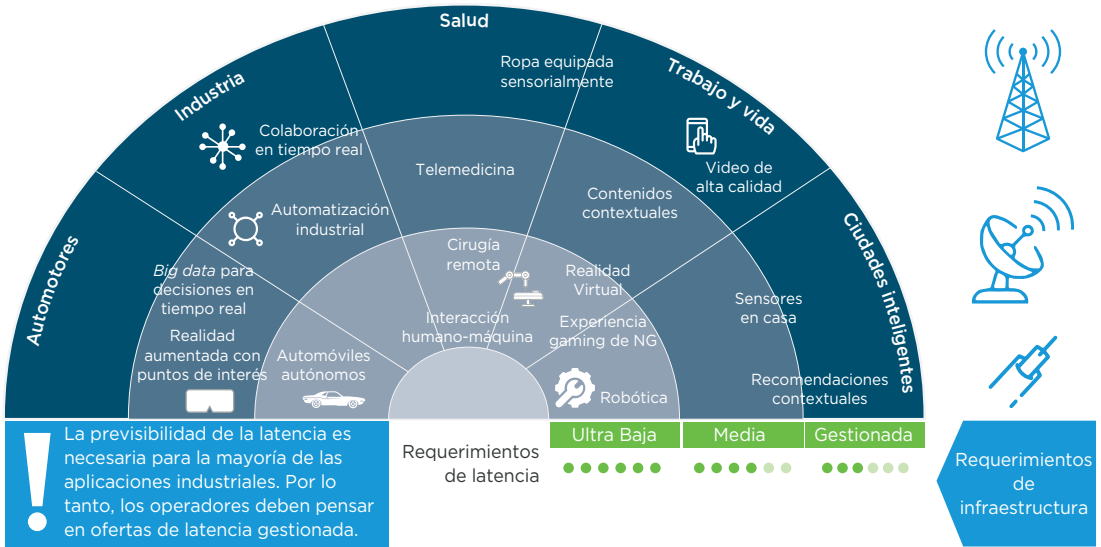 Salud
Ropa equipada
sensorialmente
Industria
Trabajo y vida
Colaboración
en tiempo real
Telemedicina
Video de
alta calidad
Contenidos
contextuales
Automatización
industrial
Automotores
Ciudades inteligentes
Big data para
decisiones en
tiempo real
Cirugía
remota
Realidad
Virtual
Sensores
en casa
Interacción
humano-máquina
Experiencia
gaming de NG
Realidad
aumentada con
puntos de interés
Automóviles
autónomos
Robótica
Recomendaciones
contextuales
! La previsibilidad de la latencia es
necesaria para la mayoría de las
aplicaciones industriales. Por lo
tanto, los operadores deben pensar
en ofertas de latencia gestionada.
Requerimientos
de latencia
Ultra Baja
Media
Gestionada
Requerimientos
de
infraestructura